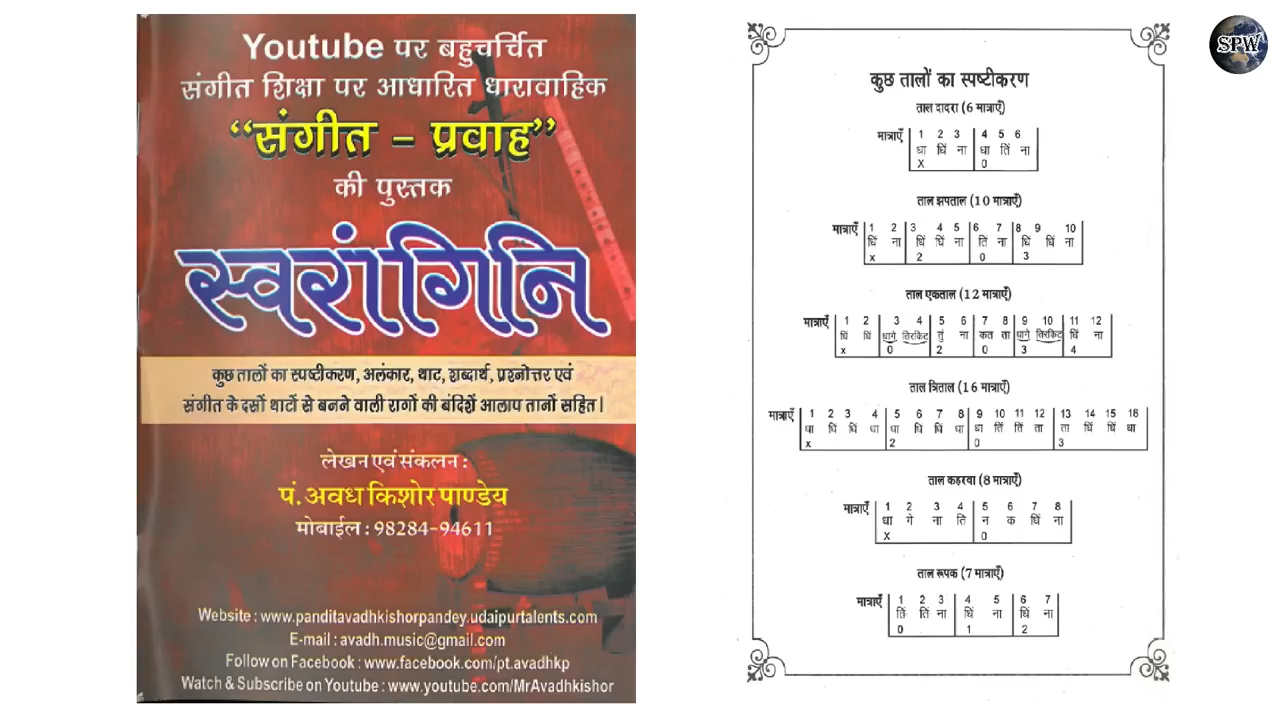 Youtube पर बहुचर्चित
संगीत शिक्षा पर आधारित धारावाहिक
“संगीत – प्रवाह”
की पुस्तक
स्वरांगिनि
कुछ तालों का स्पष्टीकरण, अलंकार, थाट, शब्दार्थ, प्रश्नोत्तर एवं
संगीत के दसों थाटों से बनने वाली रागों की बंदिशें आलाप तानों सहित।
लेखन एवं संकलन :
पं. अवध किशोर पाण्डेय
मोबाईल : 98284-94611
Website : www.panditavadhkishorpandey.udaipurtalents.com
E-mail : avadh.music@gmail.com
Follow on Facebook : www.facebook.com/pt.avadhkp
Watch & Subscribe on Youtube : www.youtube.com/MrAvadhkishor
SPW
कुछ तालों का स्पष्टीकरण
ताल दादरा (6 मात्राएँ)
मात्राएँ 1 2 3 4 5 6
धा धिं ना धा तिं ना
X 0
ताल झपताल (10 मात्राएँ)
मात्राएँ 1 2 3 4 5 6 7 8 9 10
धिं ना धिं धिं ना तिं ना धिं धिं ना
x 2 0 3
ताल एकताल (12 मात्राएँ)
मात्राएँ 1 2 3 4 5 6 7 8 9 10 11 12
धिं धिं धागे तिरकिट तुं ना कत ता धागे तिरकिट धिं ना
x 0 2 0 3 4
ताल त्रिताल (16 मात्राएँ)
मात्राएँ 1 2 3 4 5 6 7 8 9 10 11 12 13 14 15 16
धा धिं धिं धा धा धिं धिं धा धा तिं तिं ता ता धिं धिं धा
x 2 0 3
ताल कहरवा (8 मात्राएँ)
मात्राएँ 1 2 3 4 5 6 7 8
धा गे ना ति न क धिं ना
X 0
ताल रूपक (7 मात्राएँ)
मात्राएँ 1 2 3 4 5 6 7
तिं ति ना धिं ना धिं ना
0 1 2